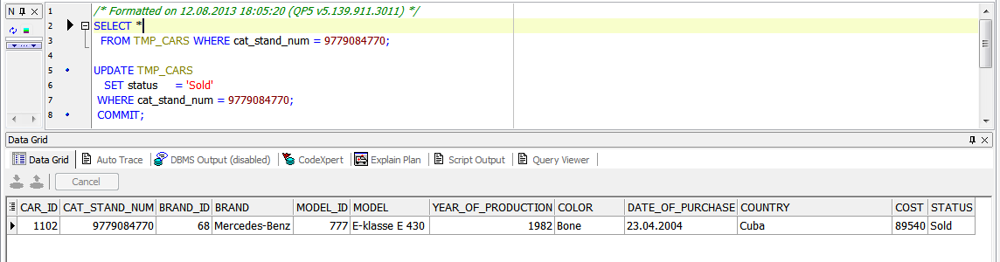 N
1 /* Formatted on 12.08.2013 18:05:20 (QP5 v5.139.911.3011) */
2 SELECT *
3 FROM TMP_CARS WHERE cat_stand_num = 9779084770;
4
5 UPDATE TMP_CARS
6 SET status = 'Sold'
7 WHERE cat_stand_num = 9779084770;
8 COMMIT;
Data Grid
Data Grid Auto Trace DBMS Output (disabled) CodeXpert Explain Plan Script Output Query Viewer
Cancel
CAR_ID CAT_STAND_NUM BRAND_ID BRAND MODEL_ID MODEL YEAR_OF_PRODUCTION COLOR DATE_OF_PURCHASE COUNTRY COST STATUS
1102 9779084770 68 Mercedes-Benz 777 E-klasse E 430 1982 Bone 23.04.2004 Cuba 89540 Sold